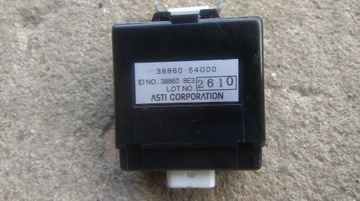 38860-54G00
ID NO. 38860 8E3
LOT NO. 2610
ASTI CORPORATION